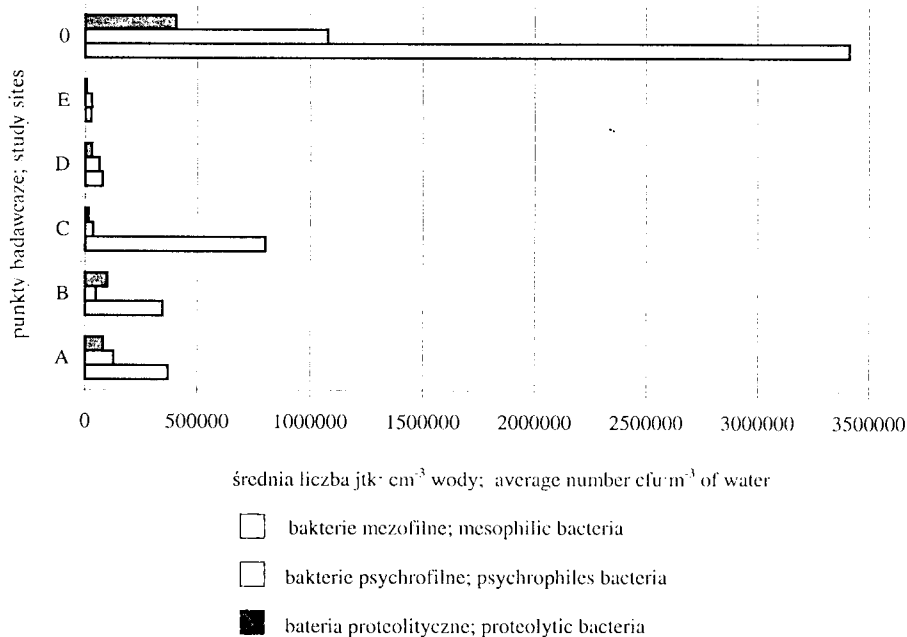 punkty badawcaze; study sites
0
E
D
C
B
A
0 500000 1000000 1500000 2000000 2500000 3000000 3500000
średnia liczba jtk· cm⁻³ wody; average number cfu·m⁻³ of water
bakterie mezofilne; mesophilic bacteria
bakterie psychrofilne; psychrophiles bacteria
bateria proteolityczne; proteolytic bacteria